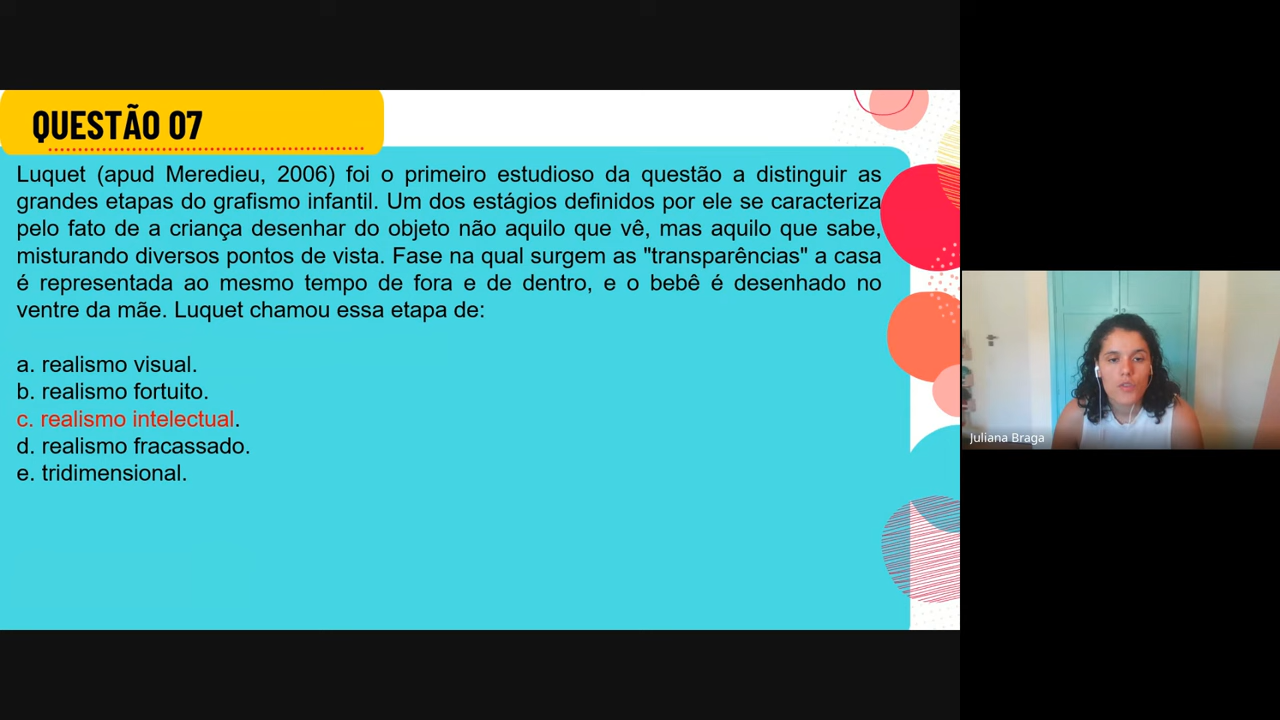 QUESTÃO 07
Luquet (apud Meredieu, 2006) foi o primeiro estudioso da questão a distinguir as
grandes etapas do grafismo infantil. Um dos estágios definidos por ele se caracteriza
pelo fato de a criança desenhar do objeto não aquilo que vê, mas aquilo que sabe,
misturando diversos pontos de vista. Fase na qual surgem as "transparências" a casa
é representada ao mesmo tempo de fora e de dentro, e o bebê é desenhado no
ventre da mãe. Luquet chamou essa etapa de:
a. realismo visual.
b. realismo fortuito.
c. realismo intelectual.
d. realismo fracassado.
e. tridimensional.
Juliana Braga